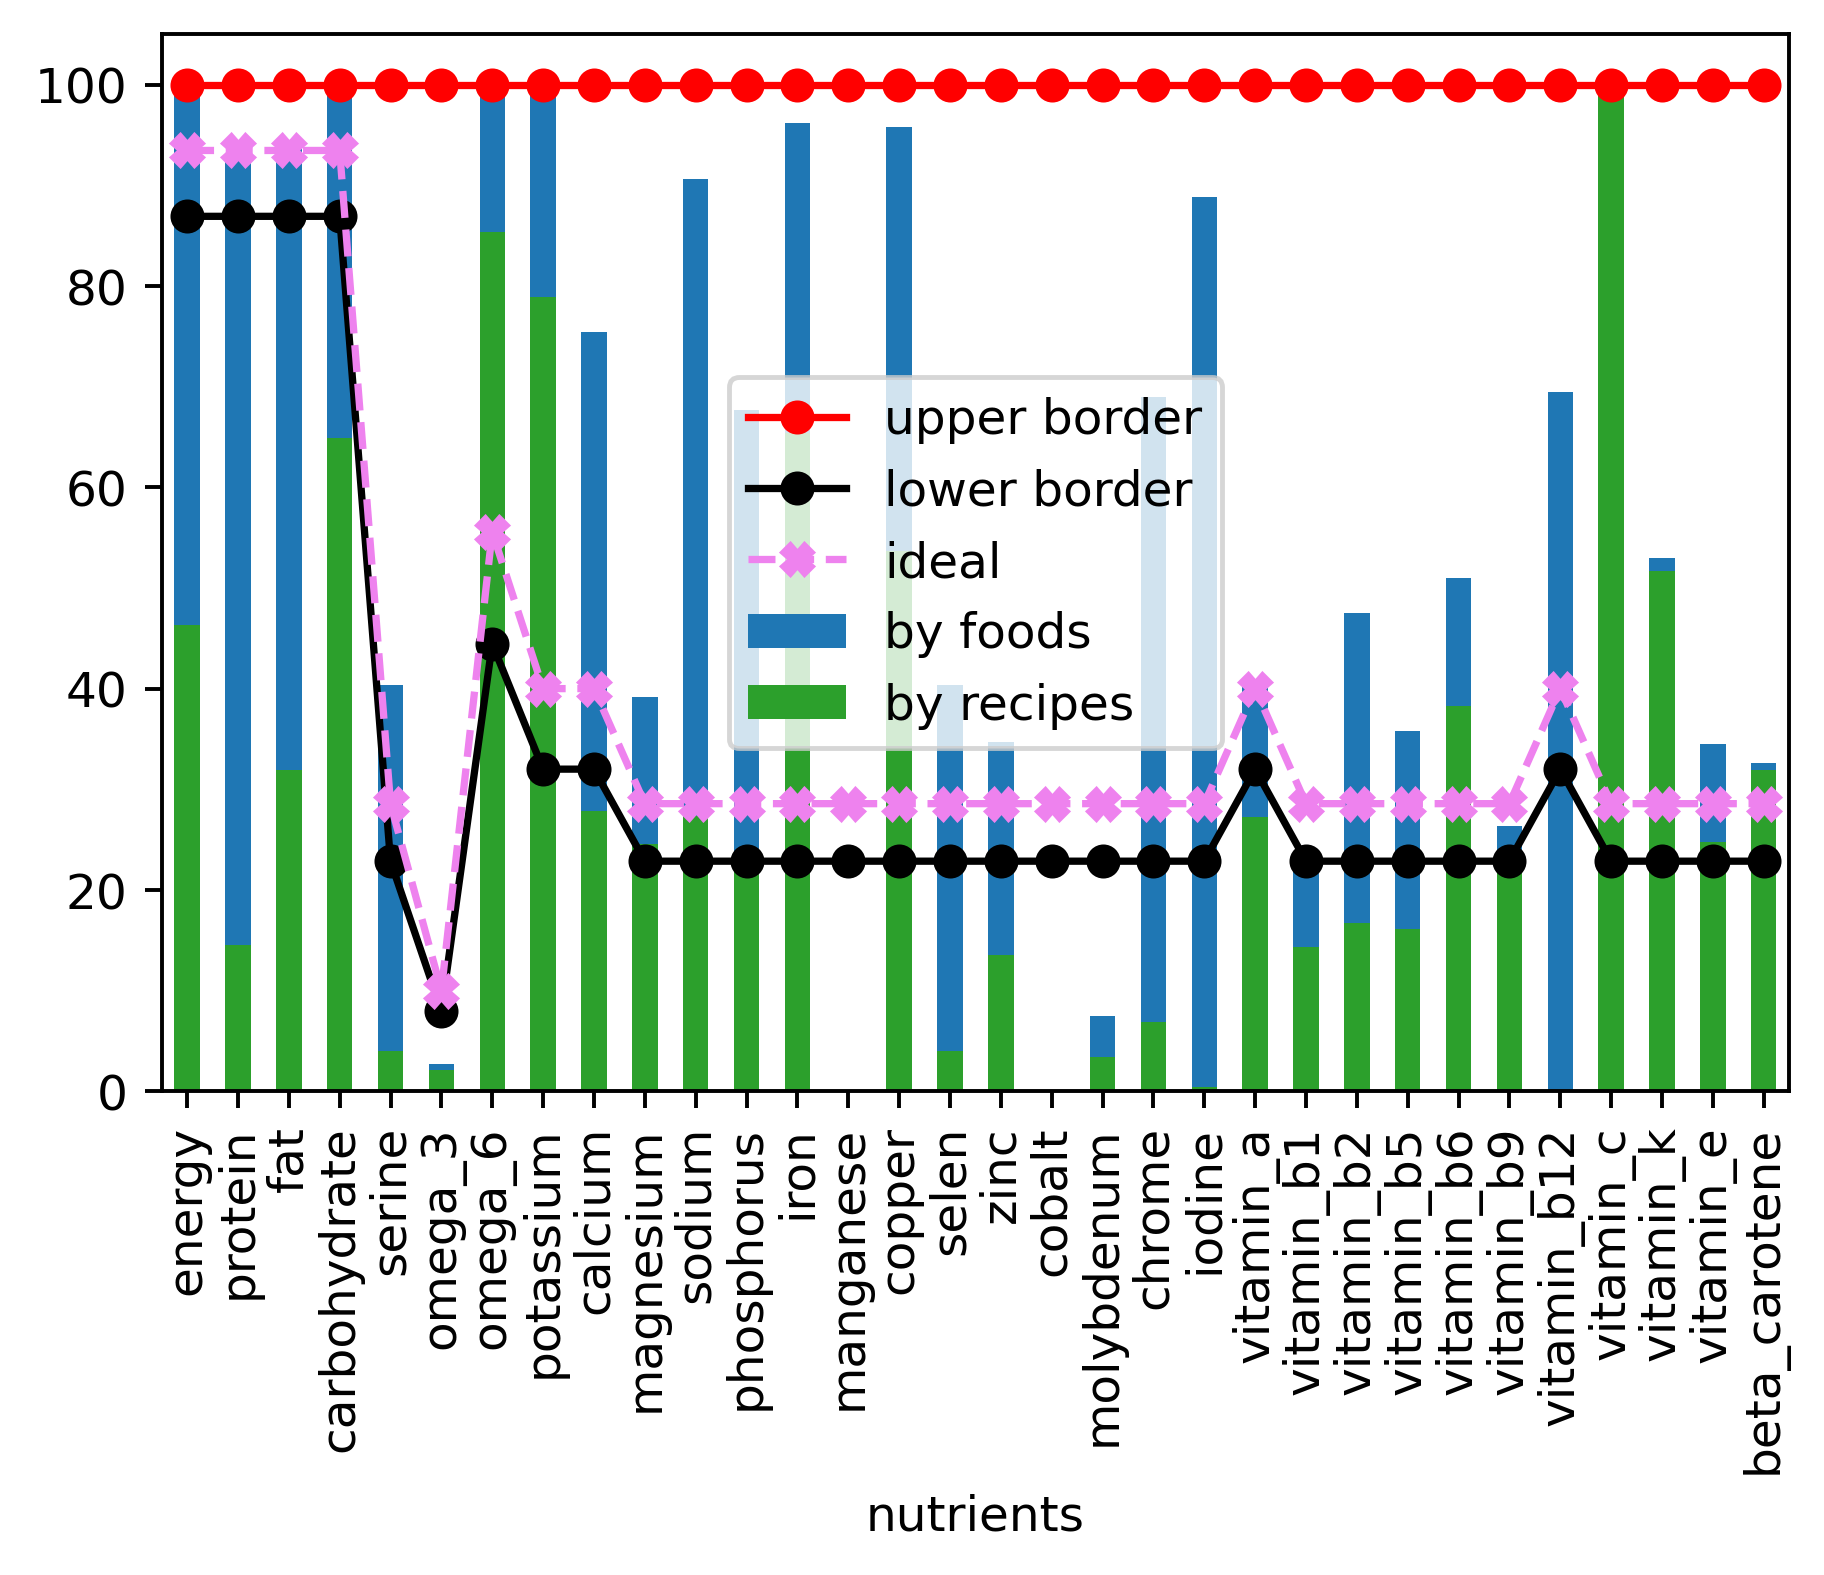 100
80
60
40
20
0
upper border
lower border
ideal
by foods
by recipes
energy
protein
fat
carbohydrate
serine
omega_3
omega_6
potassium
calcium
magnesium
sodium
phosphorus
iron
manganese
copper
selen
zinc
cobalt
molybdenum
chrome
iodine
vitamin_a
vitamin_b1
vitamin_b2
vitamin_b5
vitamin_b6
vitamin_b9
vitamin_b12
vitamin_c
vitamin_k
vitamin_e
beta_carotene
nutrients